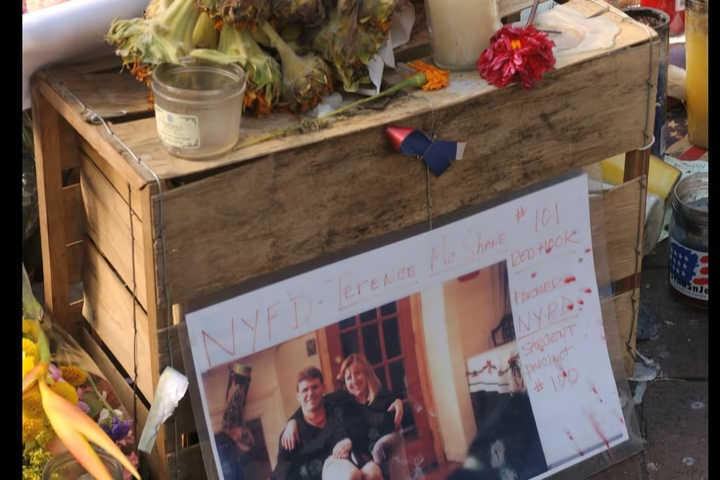 NYFD - TERENCE Mc Shane
# 101
RED HOOK
FORMER
NYPD
SARGENT
precinct
# 100